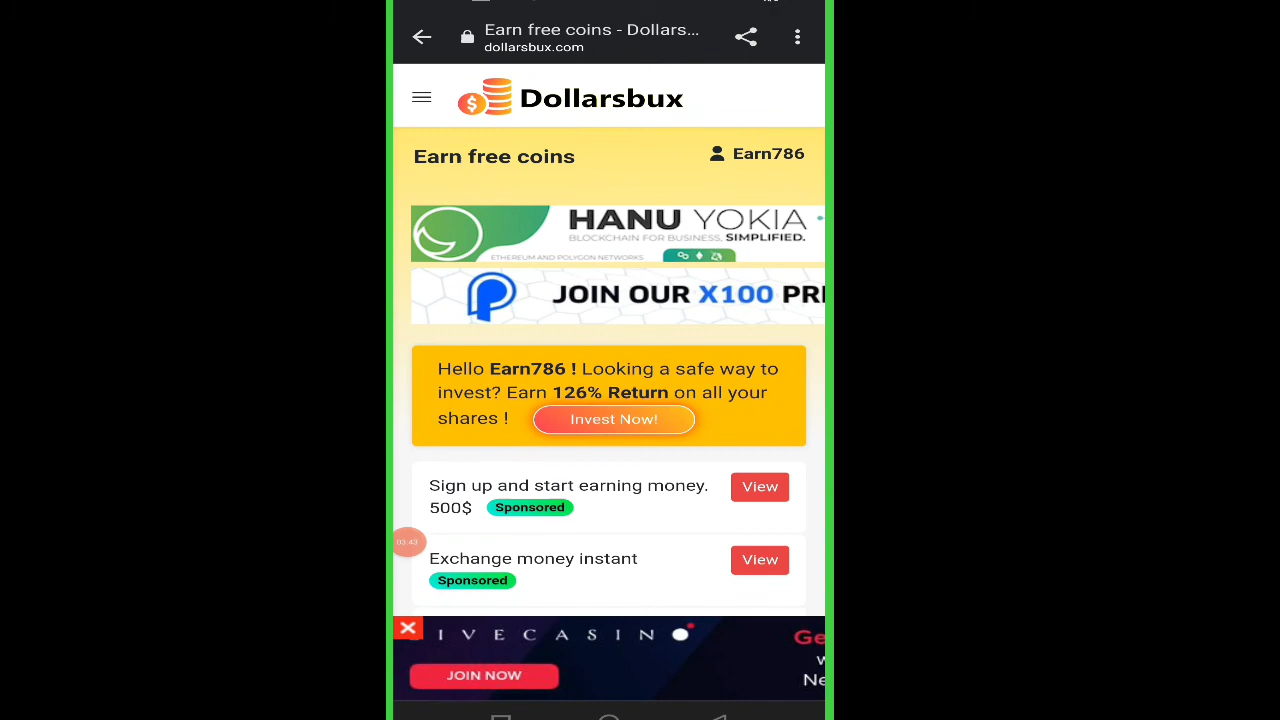 Earn free coins - Dollars...
dollarsbux.com
Dollarsbux
Earn free coins
Earn786
HANU YOKIA
BLOCKCHAIN FOR BUSINESS, SIMPLIFIED.
ETHEREUM AND POLYGON NETWORKS
JOIN OUR X100
Hello Earn786 ! Looking a safe way to
invest? Earn 126% Return on all your
shares !
Invest Now!
Sign up and start earning money.
View
500$ Sponsored
03:43
Exchange money instant
View
Sponsored
IVECASINO
JOIN NOW